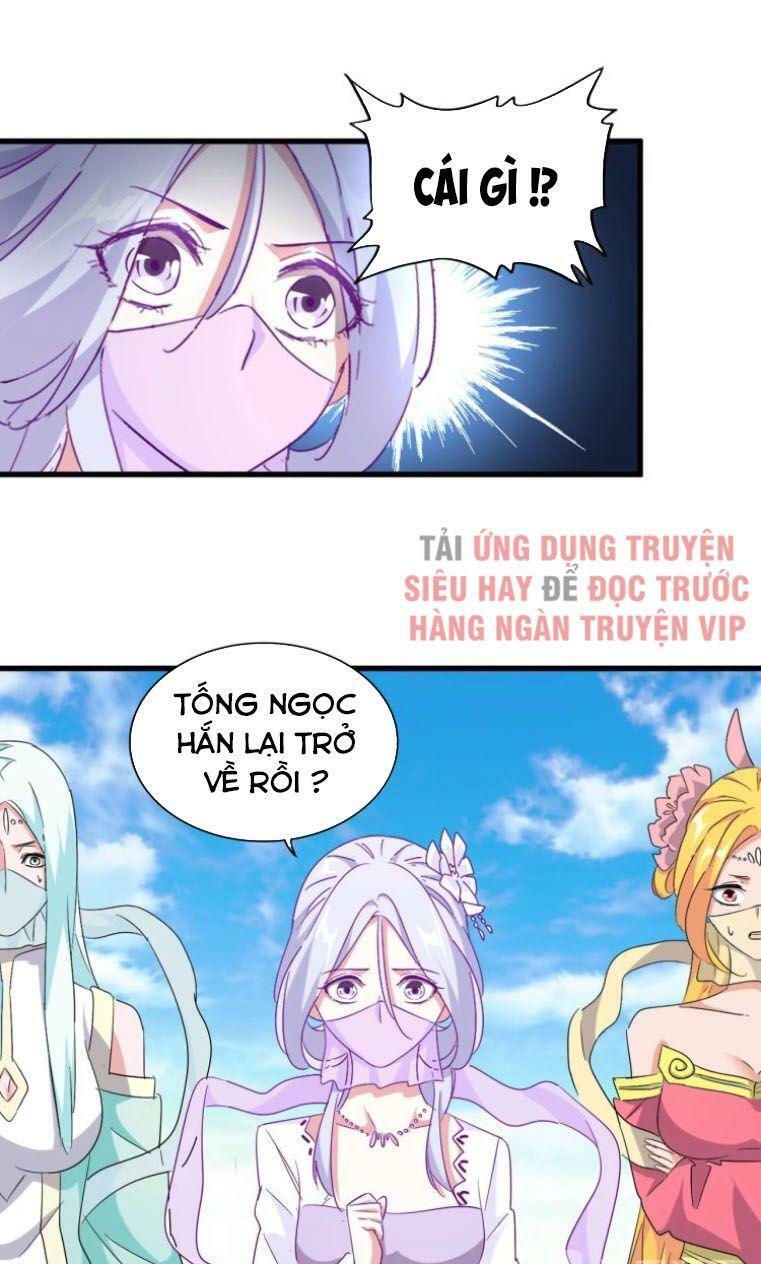 CÁI GÌ !?
TẢI ỨNG DỤNG TRUYỆN
SIÊU HAY ĐỂ ĐỌC TRƯỚC
HÀNG NGÀN TRUYỆN VIP
TỐNG NGỌC
HẮN LẠI TRỞ
VỀ RỒI ?